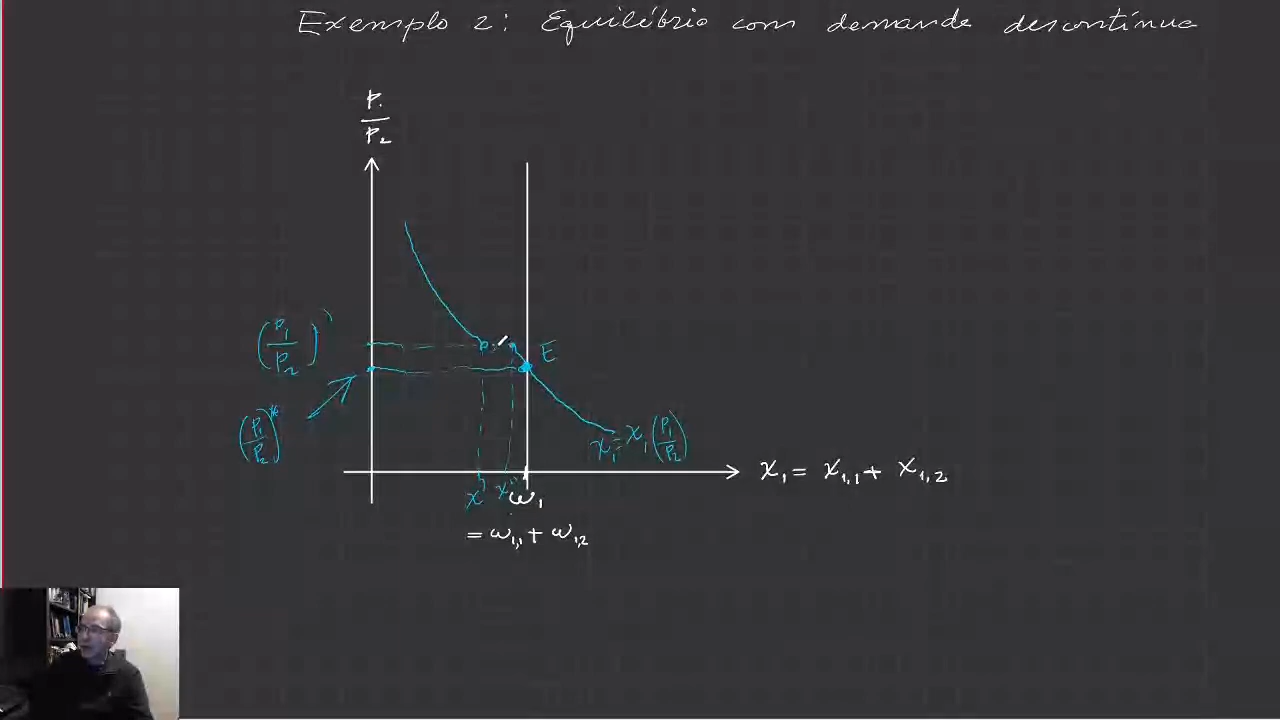 Exemplo 2: Equilíbrio com demanda descontínua
P₁/P₂
(P₁/P₂)'
E
(P₁/P₂)*
x₁ = x₁(P₁/P₂)
x₁ = x₁,₁ + x₁,₂
x' x'' ω₁
= ω₁,₁ + ω₁,₂